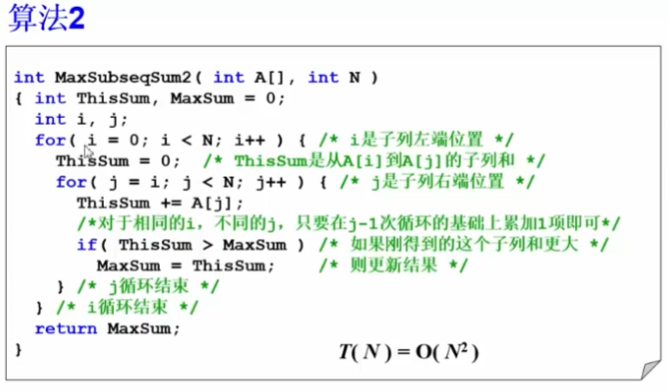 算法2
int MaxSubseqSum2( int A[], int N )
{ int ThisSum, MaxSum = 0;
int i, j;
for( i = 0; i < N; i++ ) { /* i是子列左端位置 */
ThisSum = 0; /* ThisSum是从A[i]到A[j]的子列和 */
for( j = i; j < N; j++ ) { /* j是子列右端位置 */
ThisSum += A[j];
/*对于相同的i，不同的j，只要在j-1次循环的基础上累加1项即可*/
if( ThisSum > MaxSum ) /* 如果刚得到的这个子列和更大 */
MaxSum = ThisSum; /* 则更新结果 */
} /* j循环结束 */
} /* i循环结束 */
return MaxSum;
}
T( N ) = O( N² )